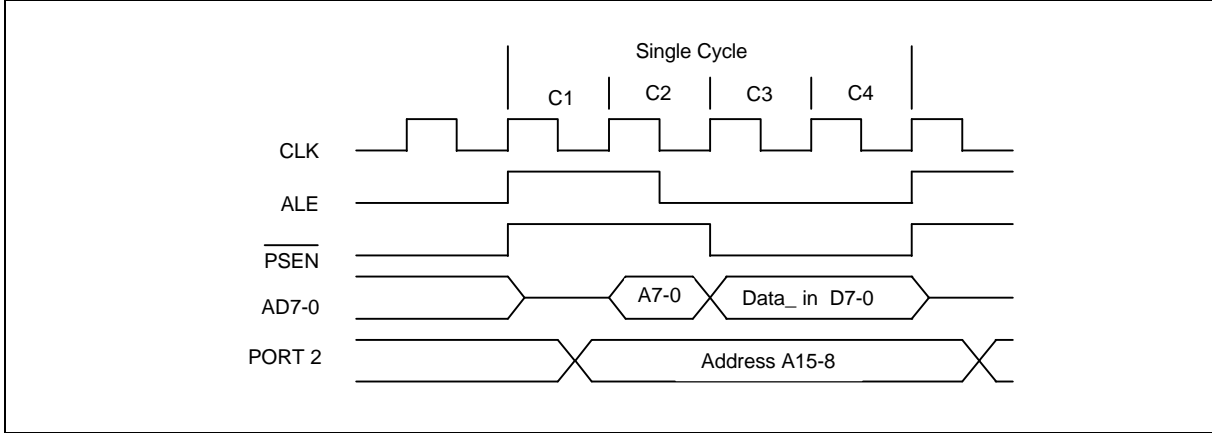 Single Cycle
C1 C2 C3 C4
CLK
ALE
PSEN
AD7-0 A7-0 Data_ in D7-0
PORT 2 Address A15-8